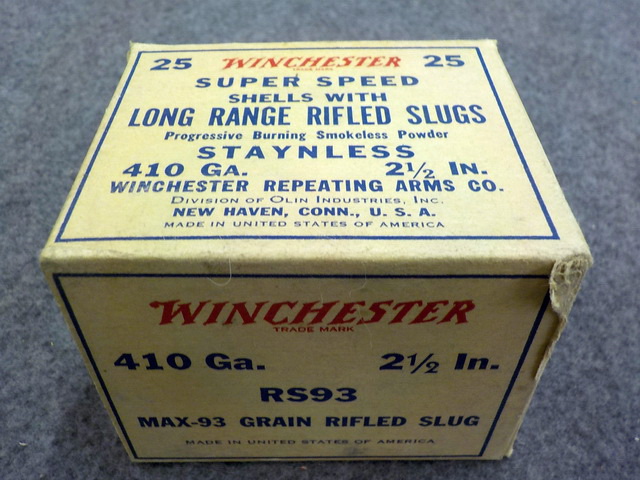 25 WINCHESTER 25
TRADE MARK
SUPER SPEED
SHELLS WITH
LONG RANGE RIFLED SLUGS
Progressive Burning Smokeless Powder
STAYNLESS
410 GA. 2½ IN.
WINCHESTER REPEATING ARMS CO.
DIVISION OF OLIN INDUSTRIES, INC.
NEW HAVEN, CONN., U. S. A.
MADE IN UNITED STATES OF AMERICA
WINCHESTER
TRADE MARK
410 Ga. 2½ In.
RS93
MAX-93 GRAIN RIFLED SLUG
MADE IN UNITED STATES OF AMERICA